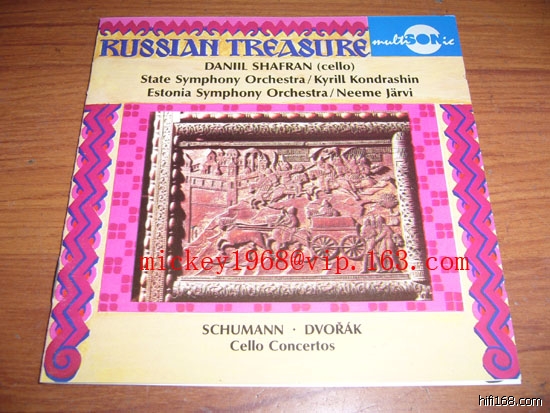 RUSSIAN TREASURE
multiSONic
DANIIL SHAFRAN (cello)
State Symphony Orchestra/Kyrill Kondrashin
Estonia Symphony Orchestra/Neeme Järvi
mickey1968@vip.163.com
SCHUMANN · DVOŘÁK
Cello Concertos
hifi168.com